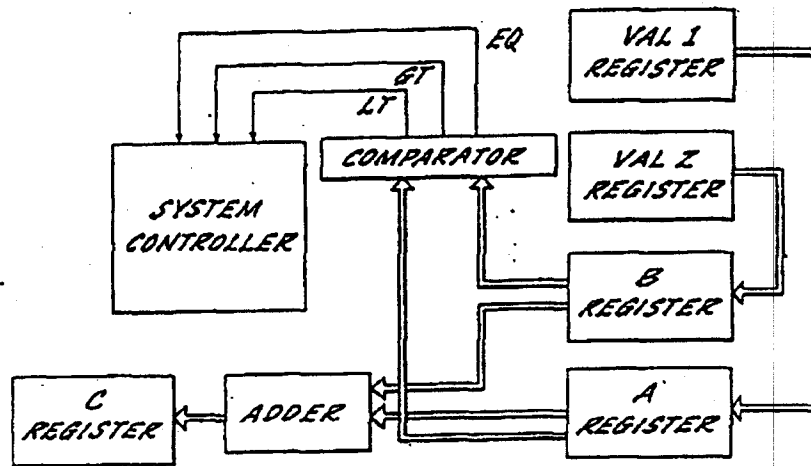 EQ
GT
LT
VAL 1
REGISTER
COMPARATOR
VAL 2
REGISTER
SYSTEM
CONTROLLER
B
REGISTER
C
REGISTER
ADDER
A
REGISTER